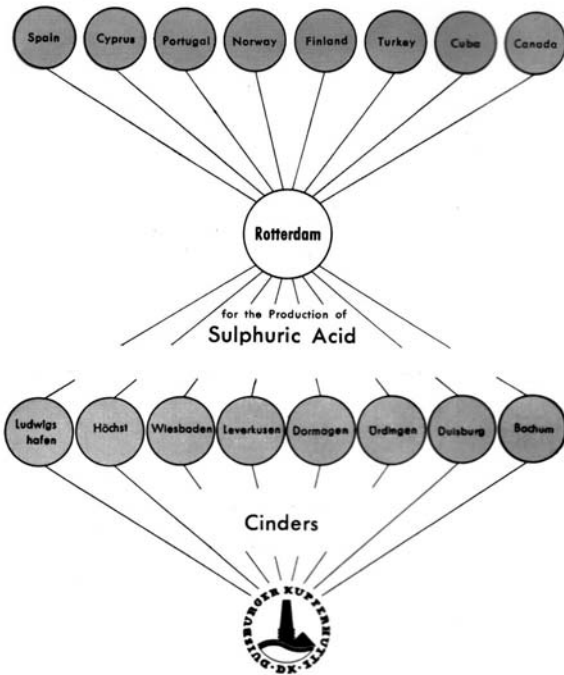 Spain Cyprus Portugal Norway Finland Turkey Cuba Canada
Rotterdam
for the Production of
Sulphuric Acid
Ludwigs
hafen
Höchst Wiesbaden Leverkusen Dormagen Ürdingen Duisburg Bochum
Cinders
DUISBURGER KUPFERHÜTTE · DK ·